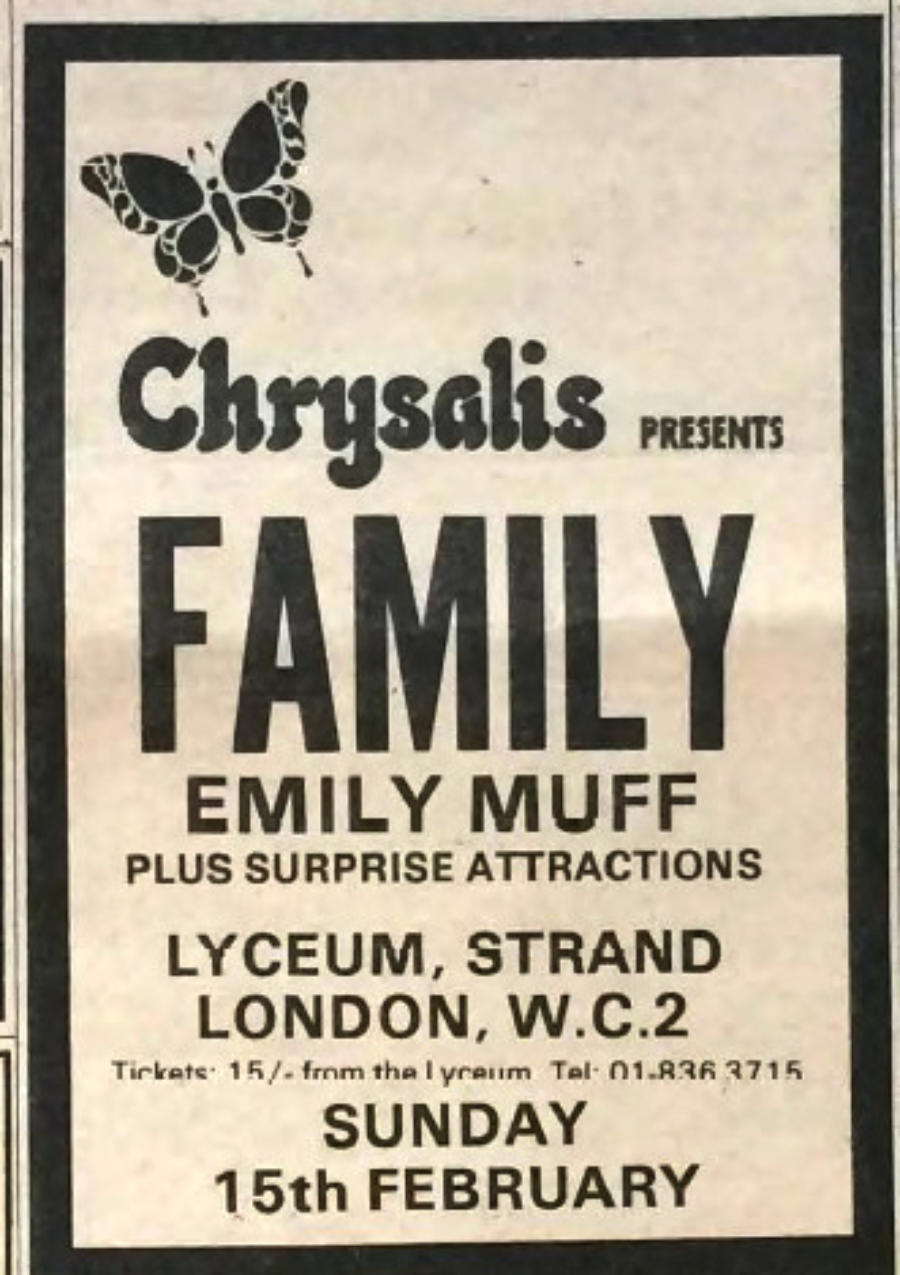 Chrysalis PRESENTS
FAMILY
EMILY MUFF
PLUS SURPRISE ATTRACTIONS
LYCEUM, STRAND
LONDON, W.C.2
Tickets: 15/- from the Lyceum Tel: 01-836 3715
SUNDAY
15th FEBRUARY